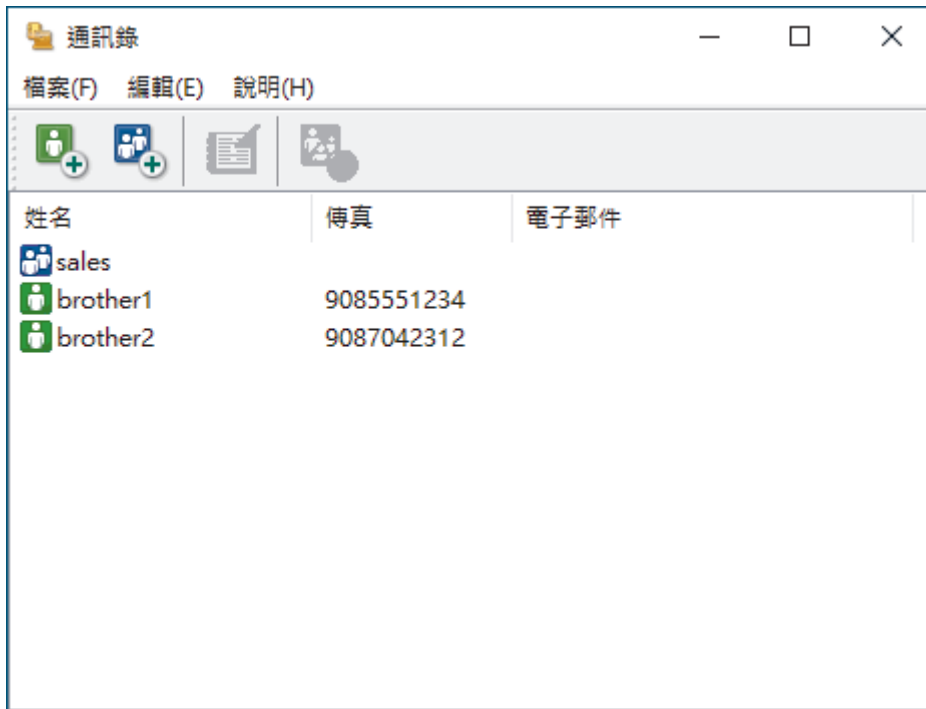 通訊錄
檔案(F) 編輯(E) 說明(H)
姓名 傳真 電子郵件
sales
brother1 9085551234
brother2 9087042312